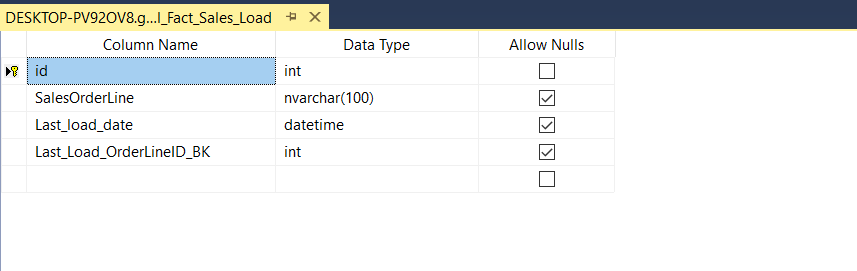 DESKTOP-PV92OV8.g...l_Fact_Sales_Load
Column Name Data Type Allow Nulls
id int
SalesOrderLine nvarchar(100)
Last_load_date datetime
Last_Load_OrderLineID_BK int